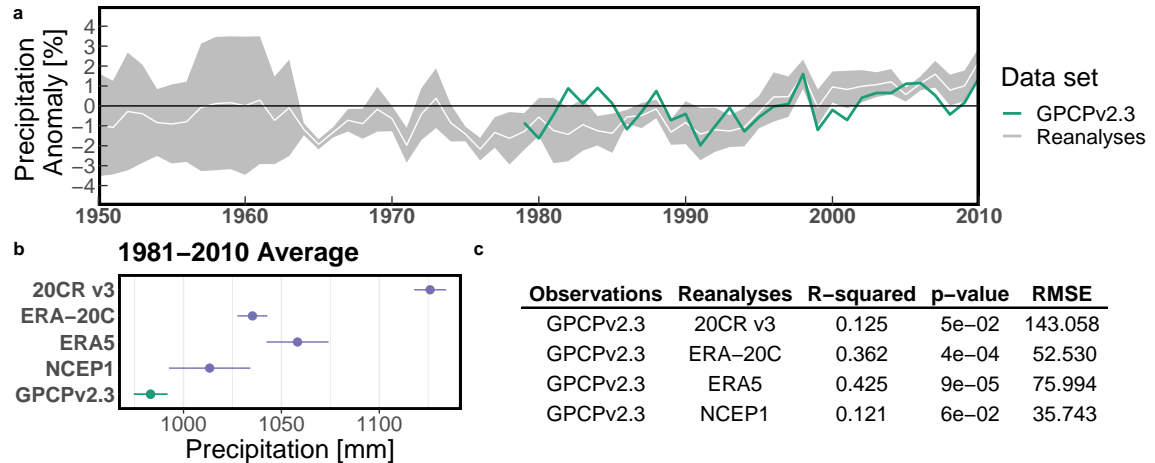 a
Precipitation
Anomaly [%]
4
3
2
1
0
−1
−2
−3
−4
1950 1960 1970 1980 1990 2000 2010
Data set
GPCPv2.3
Reanalyses
b
1981−2010 Average
20CR v3
ERA−20C
ERA5
NCEP1
GPCPv2.3
1000 1050 1100
Precipitation [mm]
c
Observations Reanalyses R−squared p−value RMSE
GPCPv2.3 20CR v3 0.125 5e−02 143.058
GPCPv2.3 ERA−20C 0.362 4e−04 52.530
GPCPv2.3 ERA5 0.425 9e−05 75.994
GPCPv2.3 NCEP1 0.121 6e−02 35.743